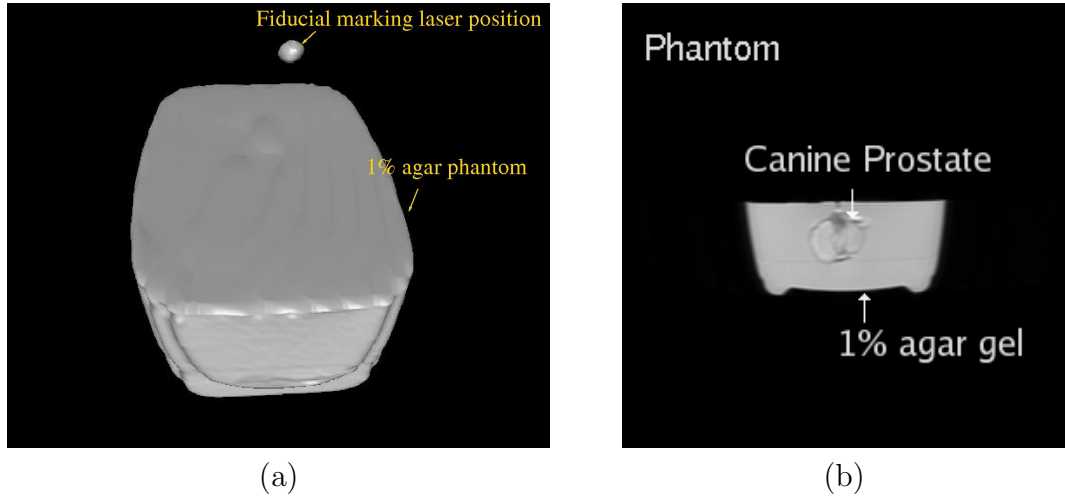 Fiducial marking laser position
1% agar phantom
Phantom
Canine Prostate
1% agar gel
(a)
(b)